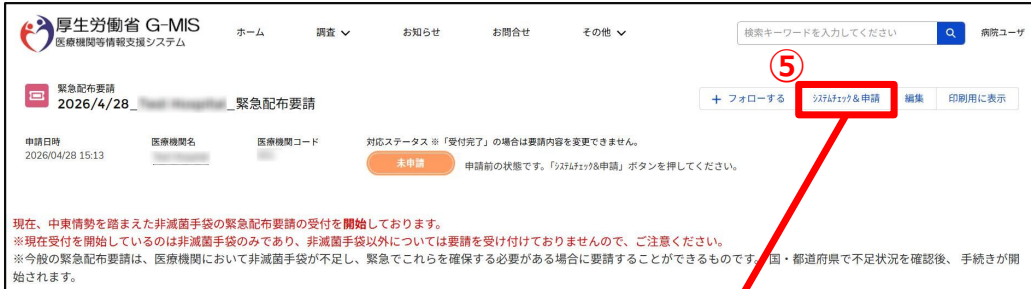 厚生労働省 G-MIS
医療機関等情報支援システム
ホーム 調査 お知らせ お問合せ その他 検索キーワードを入力してください 病院ユーザ
⑤
緊急配布要請
2026/4/28_ _緊急配布要請
+ フォローする ｼｽﾃﾑﾁｪｯｸ＆申請 編集 印刷用に表示
申請日時 医療機関名 医療機関コード 対応ステータス ※「受付完了」の場合は要請内容を変更できません。
2026/04/28 15:13
未申請 申請前の状態です。「ｼｽﾃﾑﾁｪｯｸ&申請」ボタンを押してください。
現在、中東情勢を踏まえた非滅菌手袋の緊急配布要請の受付を開始しております。
※現在受付を開始しているのは非滅菌手袋のみであり、非滅菌手袋以外については要請を受け付けておりませんので、ご注意ください。
※今般の緊急配布要請は、医療機関において非滅菌手袋が不足し、緊急でこれらを確保する必要がある場合に要請することができるものです。国・都道府県で不足状況を確認後、 手続きが開
始されます。